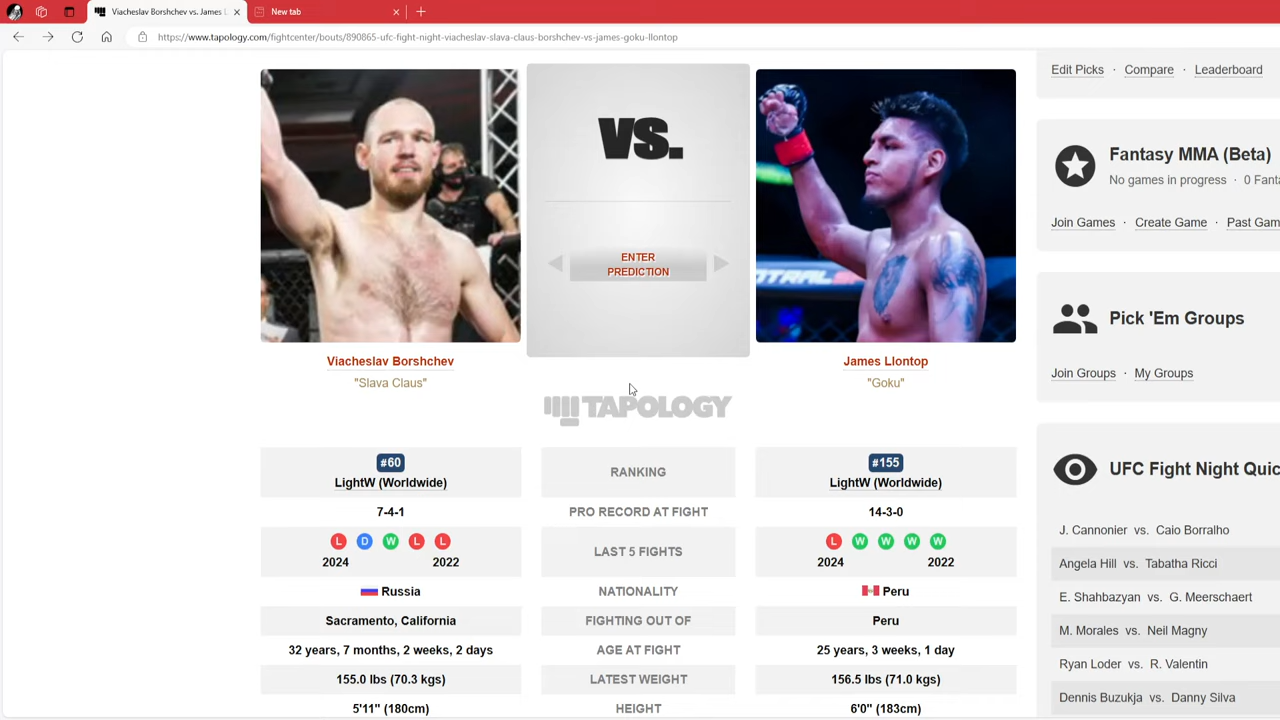 Viacheslav Borshchev vs. James L
New tab
https://www.tapology.com/fightcenter/bouts/890865-ufc-fight-night-viacheslav-slava-claus-borshchev-vs-james-goku-llontop
VS.
ENTER
PREDICTION
Viacheslav Borshchev
"Slava Claus"
James Llontop
"Goku"
TAPOLOGY
#60
LightW (Worldwide)
RANKING
#155
LightW (Worldwide)
7-4-1
PRO RECORD AT FIGHT
14-3-0
L D W L L
2024 2022
LAST 5 FIGHTS
L W W W W
2024 2022
Russia
NATIONALITY
Peru
Sacramento, California
FIGHTING OUT OF
Peru
32 years, 7 months, 2 weeks, 2 days
AGE AT FIGHT
25 years, 3 weeks, 1 day
155.0 lbs (70.3 kgs)
LATEST WEIGHT
156.5 lbs (71.0 kgs)
5'11" (180cm)
HEIGHT
6'0" (183cm)
Edit Picks · Compare · Leaderboard
Fantasy MMA (Beta)
No games in progress · 0 Fanta
Join Games · Create Game · Past Gam
Pick 'Em Groups
Join Groups · My Groups
UFC Fight Night Quic
J. Cannonier vs. Caio Borralho
Angela Hill vs. Tabatha Ricci
E. Shahbazyan vs. G. Meerschaert
M. Morales vs. Neil Magny
Ryan Loder vs. R. Valentin
Dennis Buzukja vs. Danny Silva